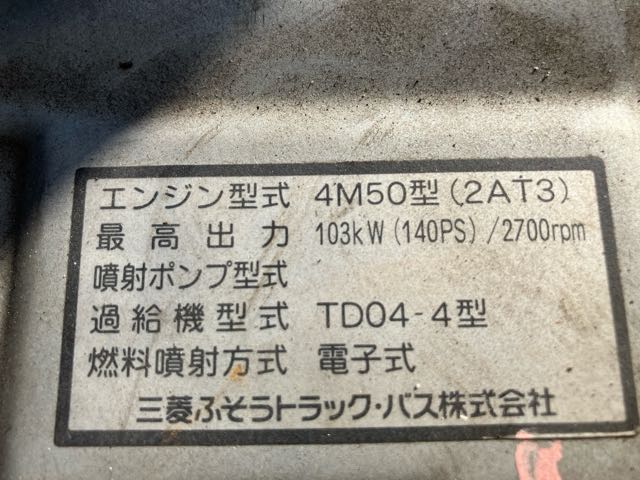 エンジン型式 4M50型(2AT3)
最高出力 103kW(140PS)/2700rpm
噴射ポンプ型式
過給機型式 TD04-4型
燃料噴射方式 電子式
三菱ふそうトラック・バス株式会社